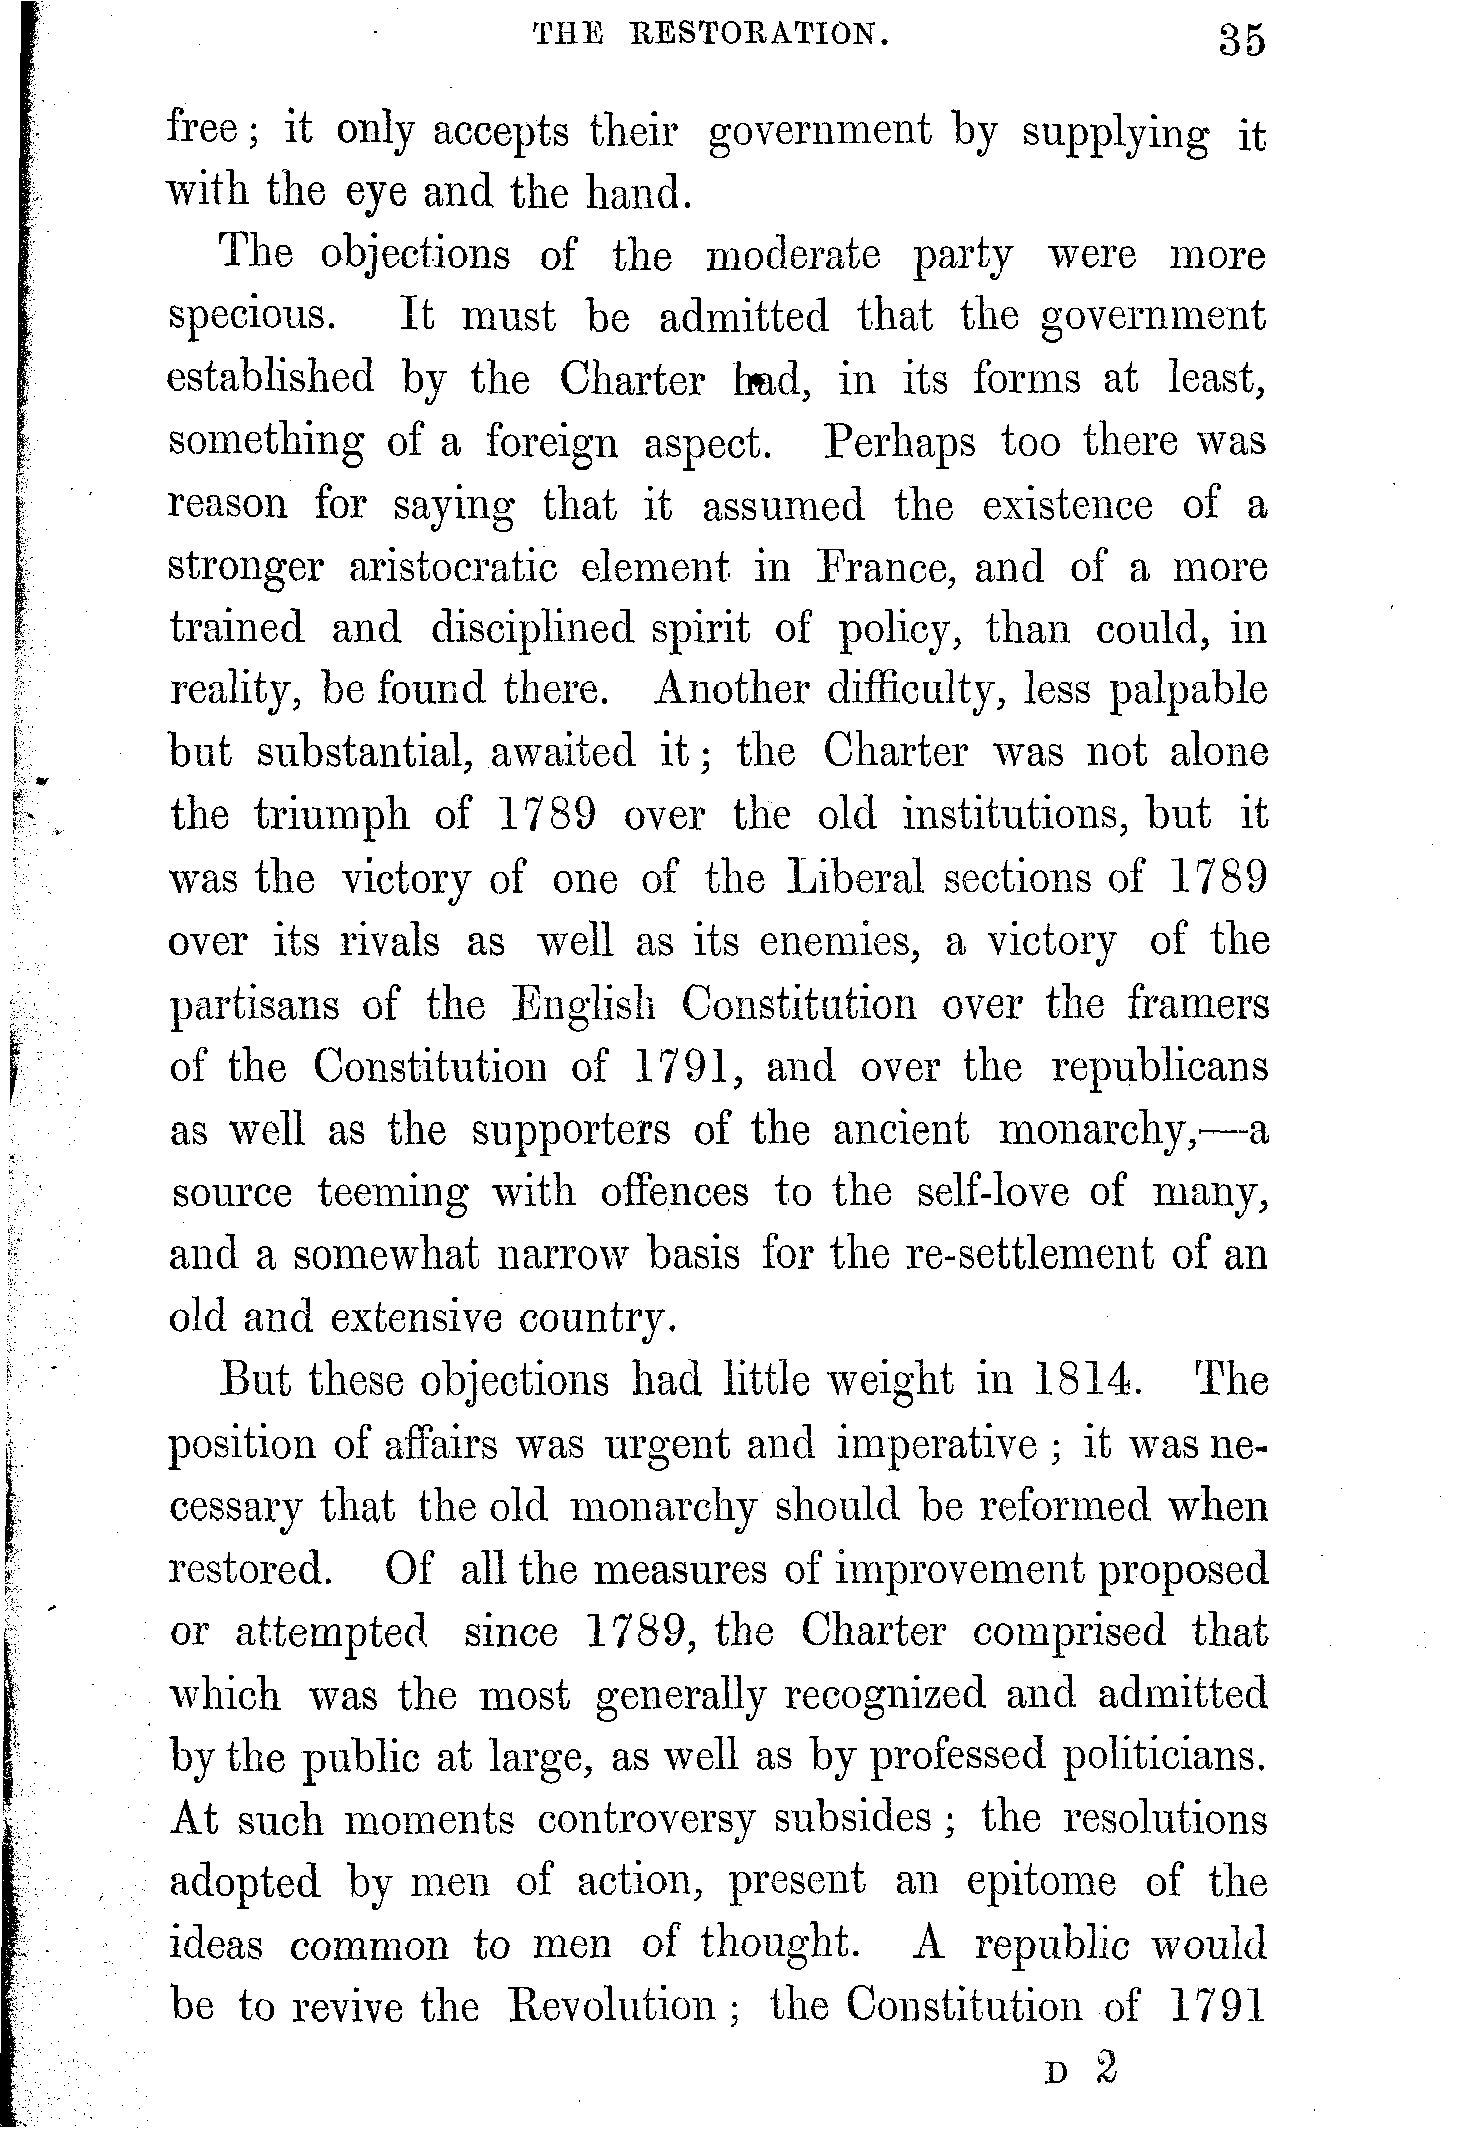 THE RESTORATION. 35
free; it only accepts their government by supplying it
with the eye and the hand.
The objections of the moderate party were more
specious. It must be admitted that the government
established by the Charter had, in its forms at least,
something of a foreign aspect. Perhaps too there was
reason for saying that it assumed the existence of a
stronger aristocratic element in France, and of a more
trained and disciplined spirit of policy, than could, in
reality, be found there. Another difficulty, less palpable
but substantial, awaited it; the Charter was not alone
the triumph of 1789 over the old institutions, but it
was the victory of one of the Liberal sections of 1789
over its rivals as well as its enemies, a victory of the
partisans of the English Constitution over the framers
of the Constitution of 1791, and over the republicans
as well as the supporters of the ancient monarchy,—a
source teeming with offences to the self-love of many,
and a somewhat narrow basis for the re-settlement of an
old and extensive country.
But these objections had little weight in 1814. The
position of affairs was urgent and imperative; it was ne-
cessary that the old monarchy should be reformed when
restored. Of all the measures of improvement proposed
or attempted since 1789, the Charter comprised that
which was the most generally recognized and admitted
by the public at large, as well as by professed politicians.
At such moments controversy subsides; the resolutions
adopted by men of action, present an epitome of the
ideas common to men of thought. A republic would
be to revive the Revolution; the Constitution of 1791
D 2